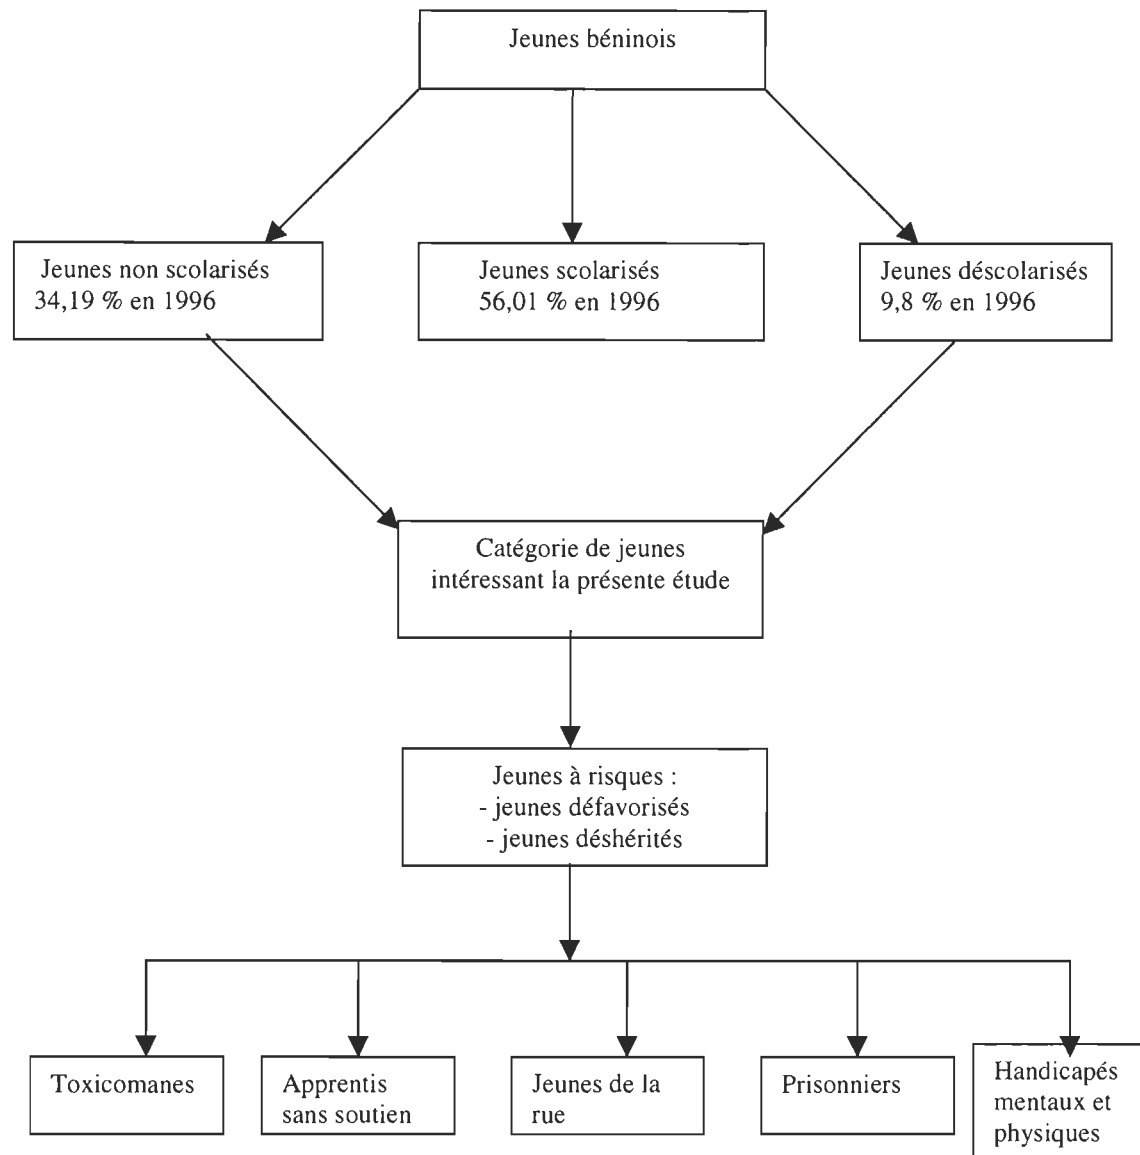 Jeunes béninois
Jeunes non scolarisés
34,19 % en 1996
Jeunes scolarisés
56,01 % en 1996
Jeunes déscolarisés
9,8 % en 1996
Catégorie de jeunes
intéressant la présente étude
Jeunes à risques :
- jeunes défavorisés
- jeunes déshérités
Toxicomanes
Apprentis
sans soutien
Jeunes de la
rue
Prisonniers
Handicapés
mentaux et
physiques